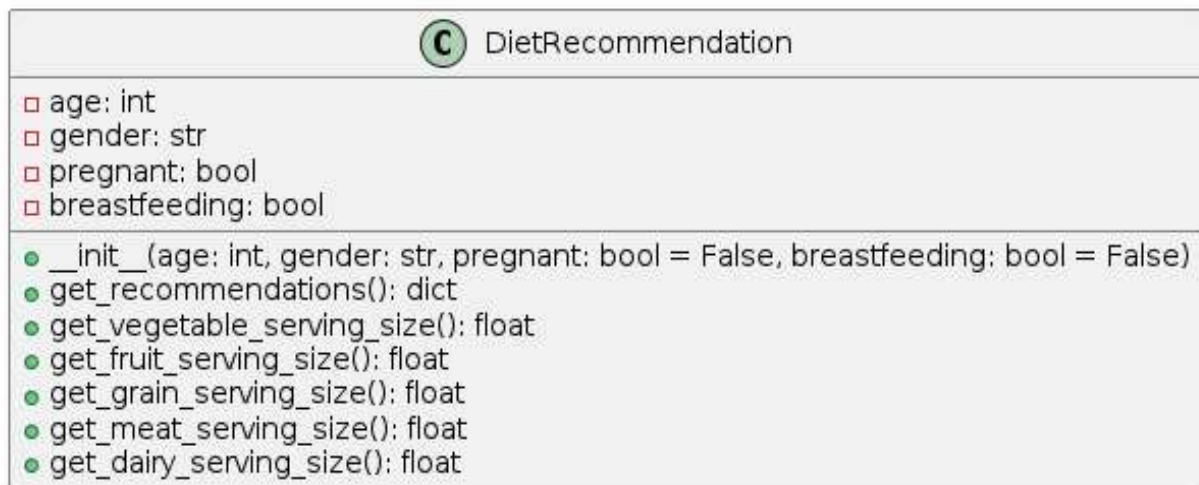 C DietRecommendation
age: int
gender: str
pregnant: bool
breastfeeding: bool
__init__(age: int, gender: str, pregnant: bool = False, breastfeeding: bool = False)
get_recommendations(): dict
get_vegetable_serving_size(): float
get_fruit_serving_size(): float
get_grain_serving_size(): float
get_meat_serving_size(): float
get_dairy_serving_size(): float